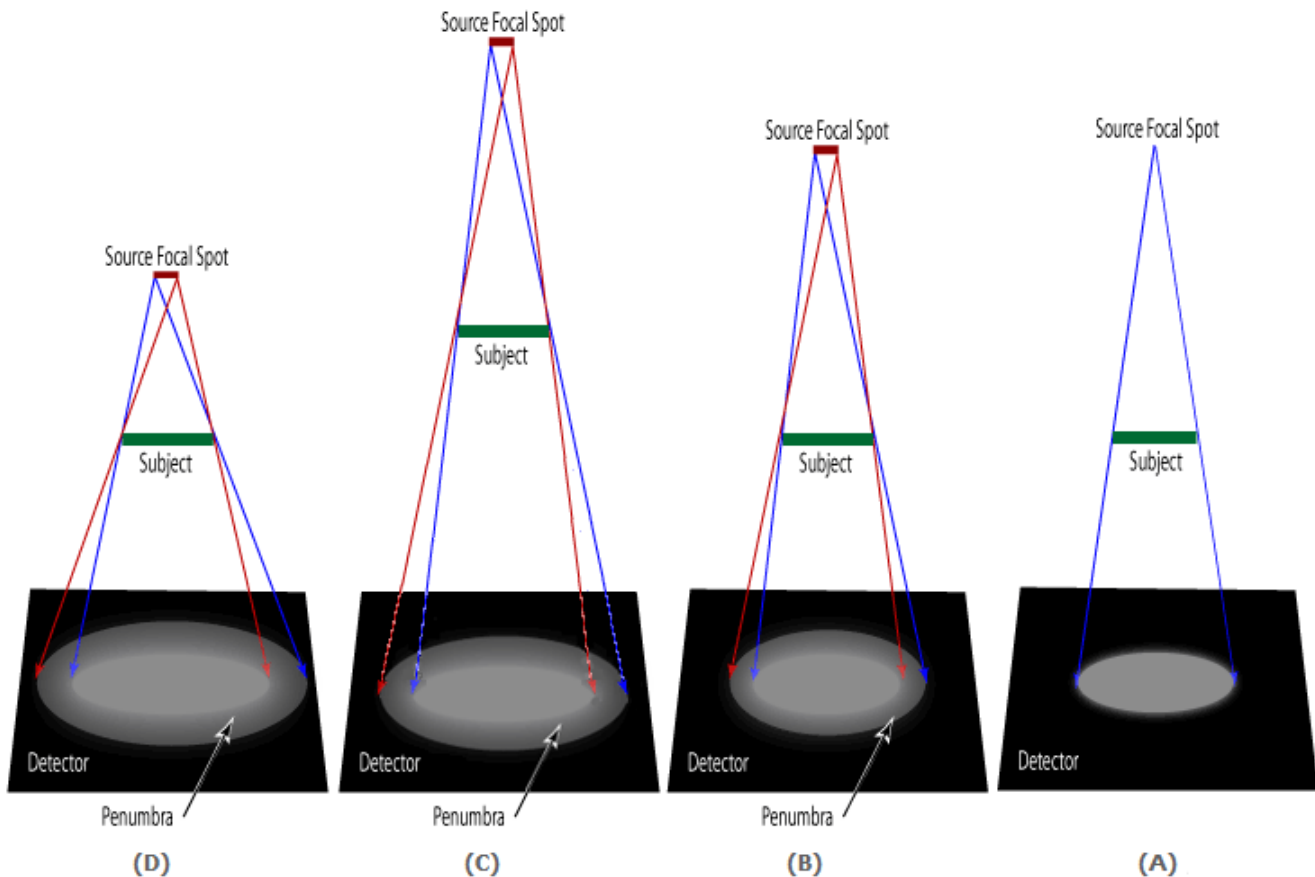 Source Focal Spot
Subject
Detector
Penumbra
(D)
Source Focal Spot
Subject
Detector
Penumbra
(C)
Source Focal Spot
Subject
Detector
Penumbra
(B)
Source Focal Spot
Subject
Detector
(A)